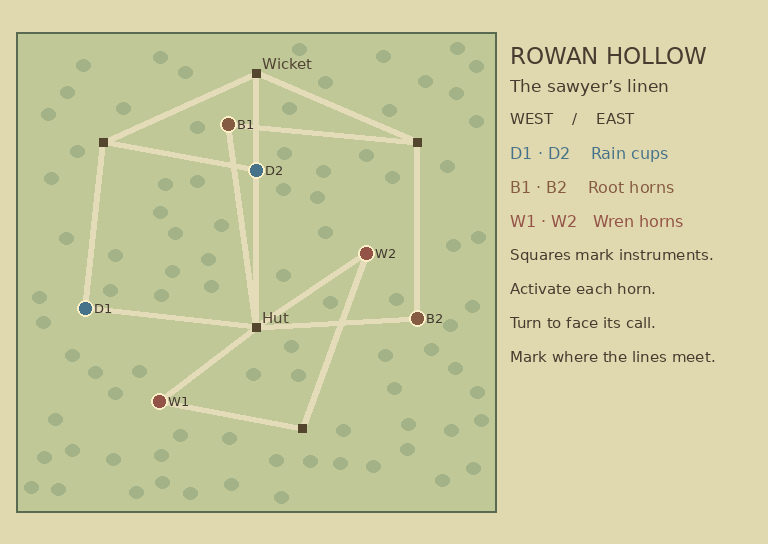 Wicket
B1
D2
W2
Hut
D1
B2
W1
ROWAN HOLLOW
The sawyer’s linen
WEST / EAST
D1 · D2 Rain cups
B1 · B2 Root horns
W1 · W2 Wren horns
Squares mark instruments.
Activate each horn.
Turn to face its call.
Mark where the lines meet.